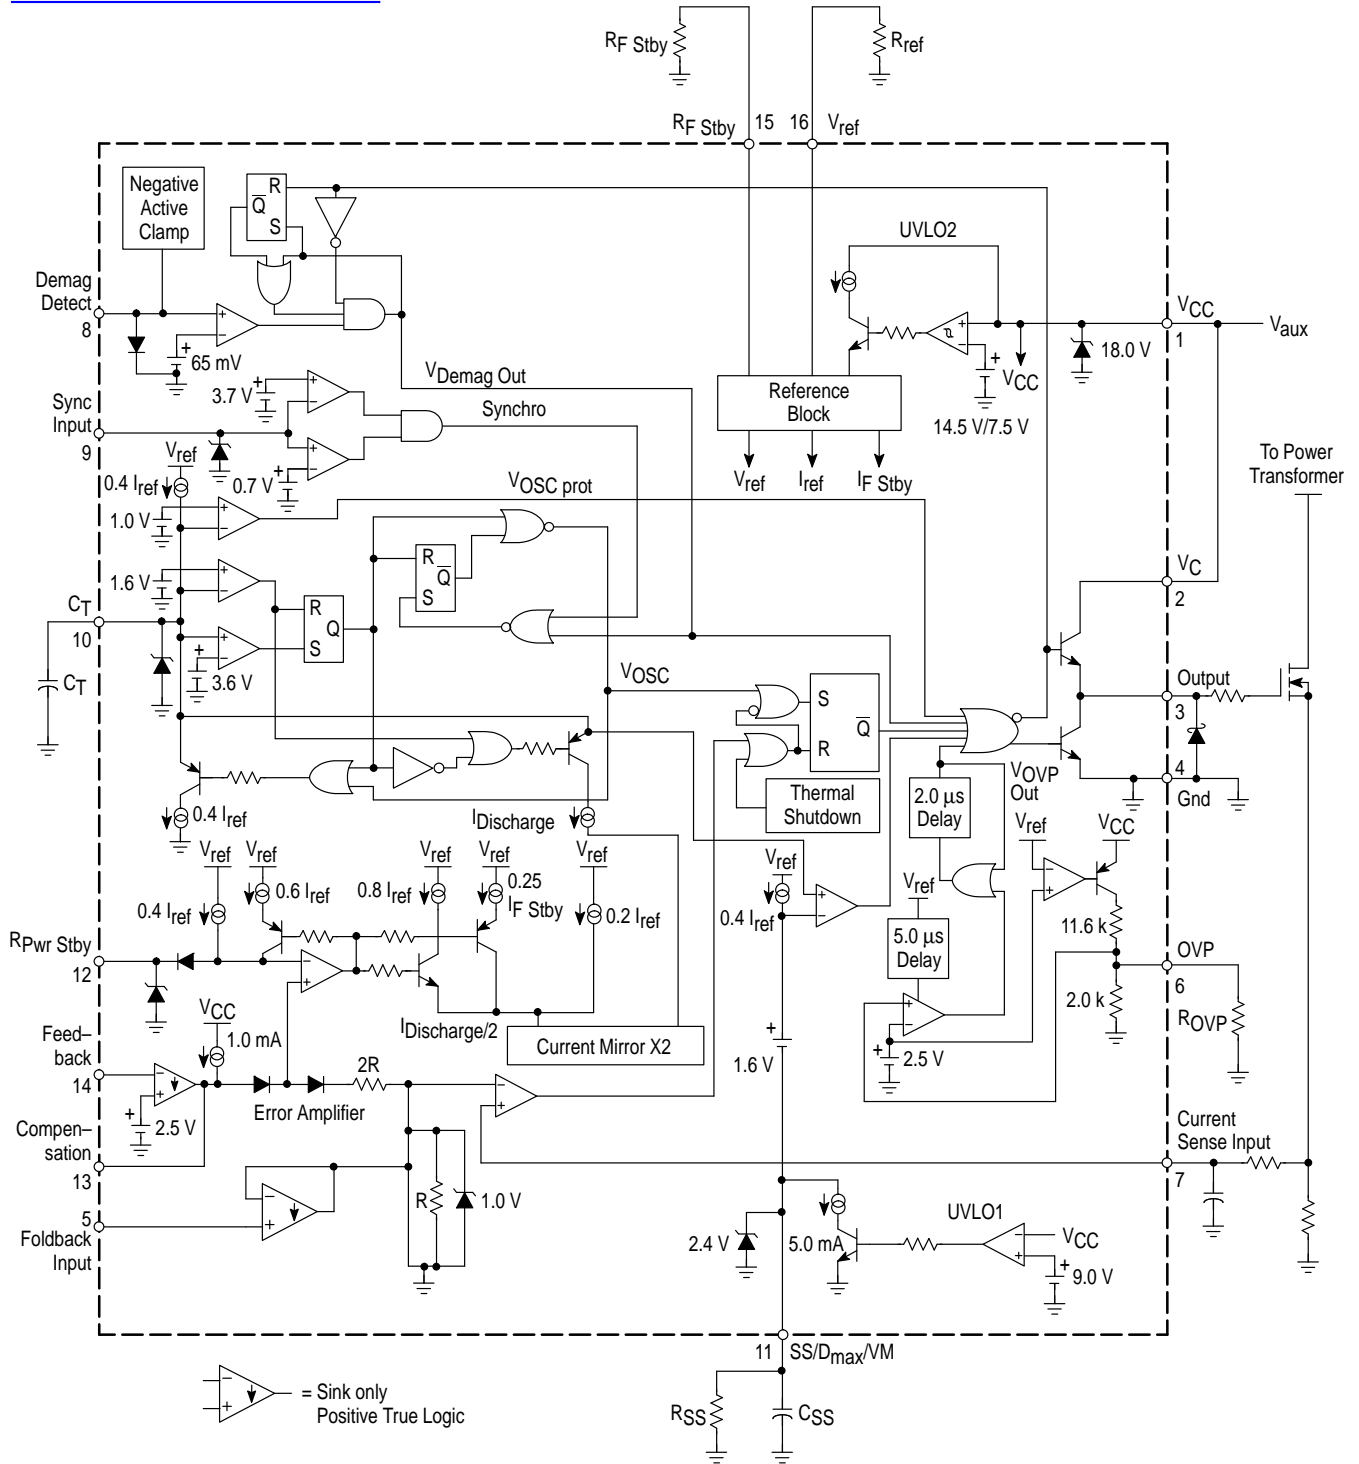 RF Stby
Rref
RF Stby 15 16 Vref
Negative
Active
Clamp
R
Q
S
UVLO2
Demag
Detect
8
65 mV
VCC
1
Vaux
18.0 V
VCC
14.5 V/7.5 V
Reference
Block
VDemag Out
3.7 V
Sync
Input
9
Synchro
Vref
0.4 Iref
0.7 V
Vref
Iref
IF Stby
To Power
Transformer
VOSC prot
1.0 V
R
Q
S
1.6 V
VC
2
CT
10
R
Q
S
3.6 V
CT
VOSC
S
Q
R
Output
3
4
Gnd
Thermal
Shutdown
2.0 µs
Delay
VOVP
Out
0.4 Iref
IDischarge
Vref
VCC
Vref
Vref
Vref
Vref
Vref
Vref
0.4 Iref
0.6 Iref
0.8 Iref
0.25
IF Stby
0.2 Iref
0.4 Iref
Vref
5.0 µs
Delay
11.6 k
RPwr Stby
12
OVP
6
2.0 k
ROVP
VCC
1.0 mA
IDischarge/2
Current Mirror X2
1.6 V
2.5 V
Feed–
back
14
2R
Error Amplifier
2.5 V
Compen–
sation
13
Current
Sense Input
7
R
1.0 V
5
Foldback
Input
2.4 V
5.0 mA
UVLO1
VCC
9.0 V
11 SS/Dmax/VM
RSS
CSS
= Sink only
Positive True Logic